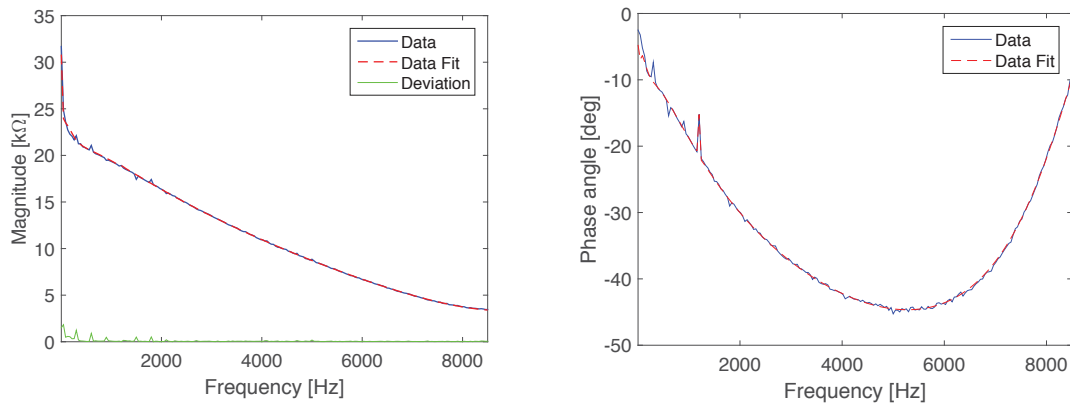 35
30
25
20
15
10
5
0
Magnitude [kΩ]
2000 4000 6000 8000
Frequency [Hz]
Data
Data Fit
Deviation
0
-10
-20
-30
-40
-50
Phase angle [deg]
2000 4000 6000 8000
Frequency [Hz]
Data
Data Fit